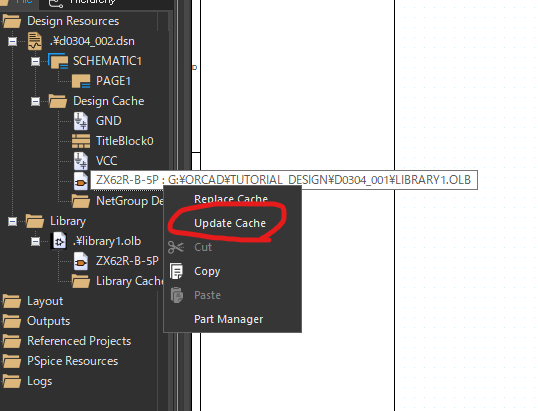 File
Hierarchy
Design Resources
.¥d0304_002.dsn
SCHEMATIC1
PAGE1
Design Cache
GND
TitleBlock0
VCC
ZX62R-B-5P : G:¥ORCAD¥TUTORIAL_DESIGN¥D0304_001¥LIBRARY1.OLB
NetGroup De
Library
.¥library1.olb
ZX62R-B-5P
Library Cache
Layout
Outputs
Referenced Projects
PSpice Resources
Logs
Replace Cache
Update Cache
Cut
Copy
Paste
Part Manager
D